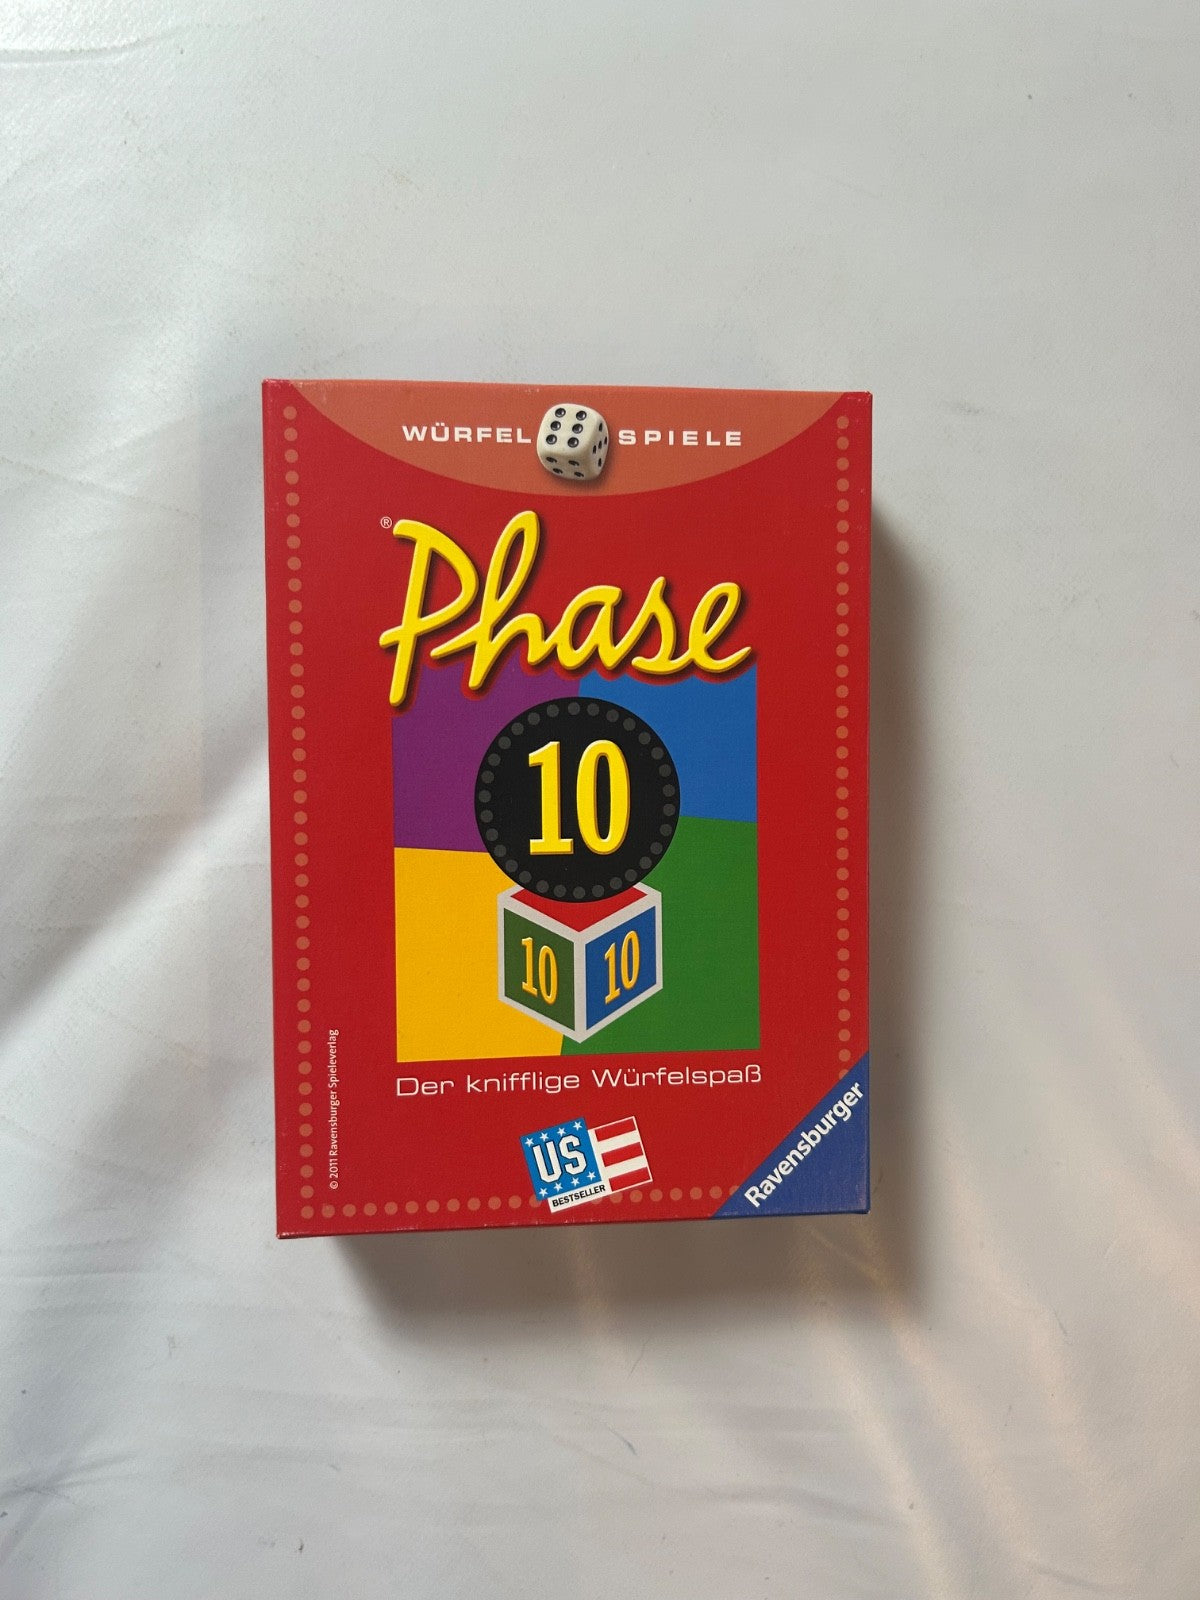 WÜRFEL SPIELE
® Phase
10
10 10
Der knifflige Würfelspaß
US
BESTSELLER
Ravensburger
© 2011 Ravensburger Spieleverlag